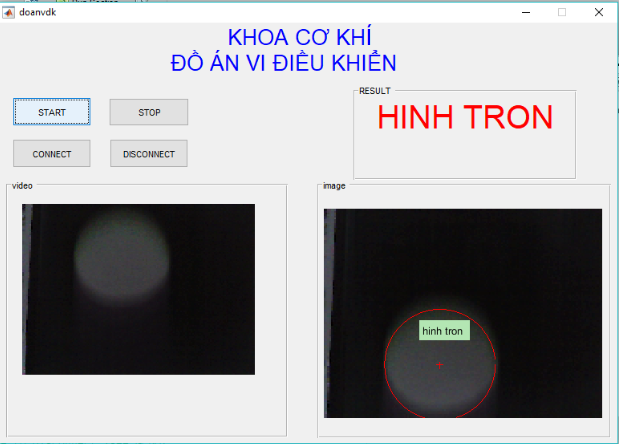 doanvdk
KHOA CƠ KHÍ
ĐỒ ÁN VI ĐIỀU KHIỂN
START
STOP
CONNECT
DISCONNECT
RESULT
HINH TRON
video
image
hinh tron